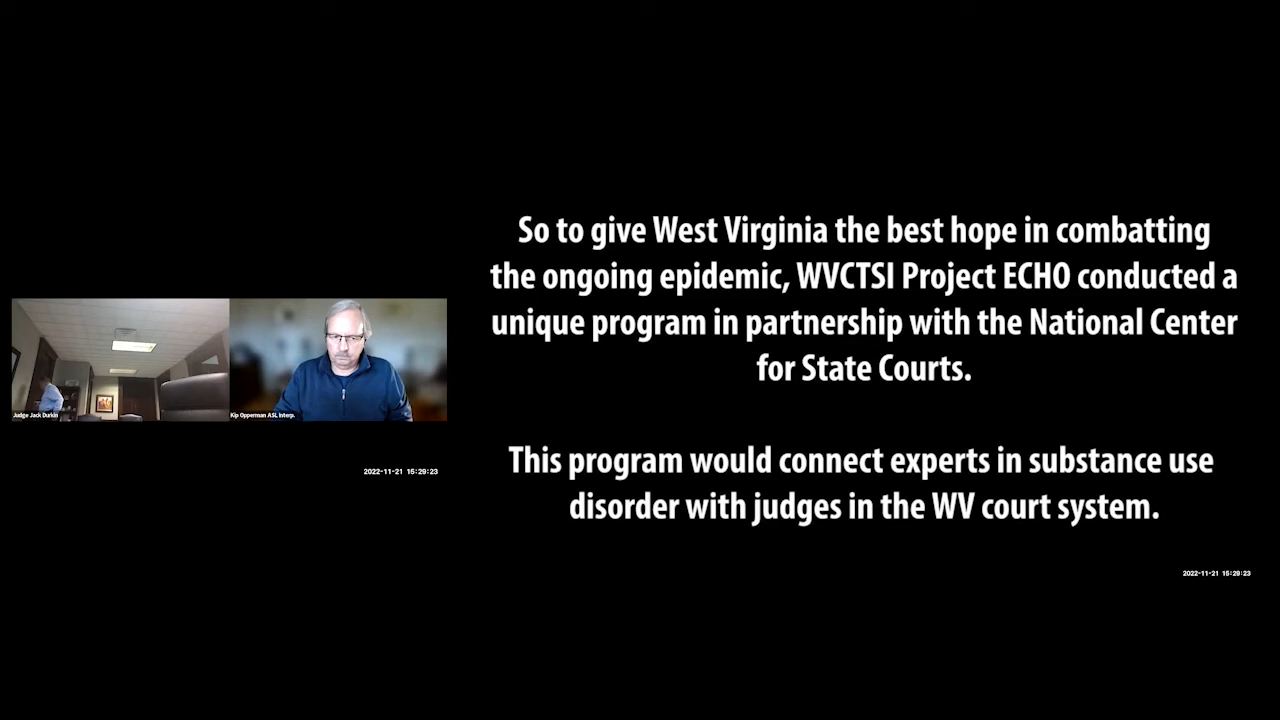 So to give West Virginia the best hope in combatting
the ongoing epidemic, WVCTSI Project ECHO conducted a
unique program in partnership with the National Center
for State Courts.
This program would connect experts in substance use
disorder with judges in the WV court system.
Judge Jack Durkin
Kip Opperman ASL Interp.
2022-11-21 15:29:23
2022-11-21 15:29:23